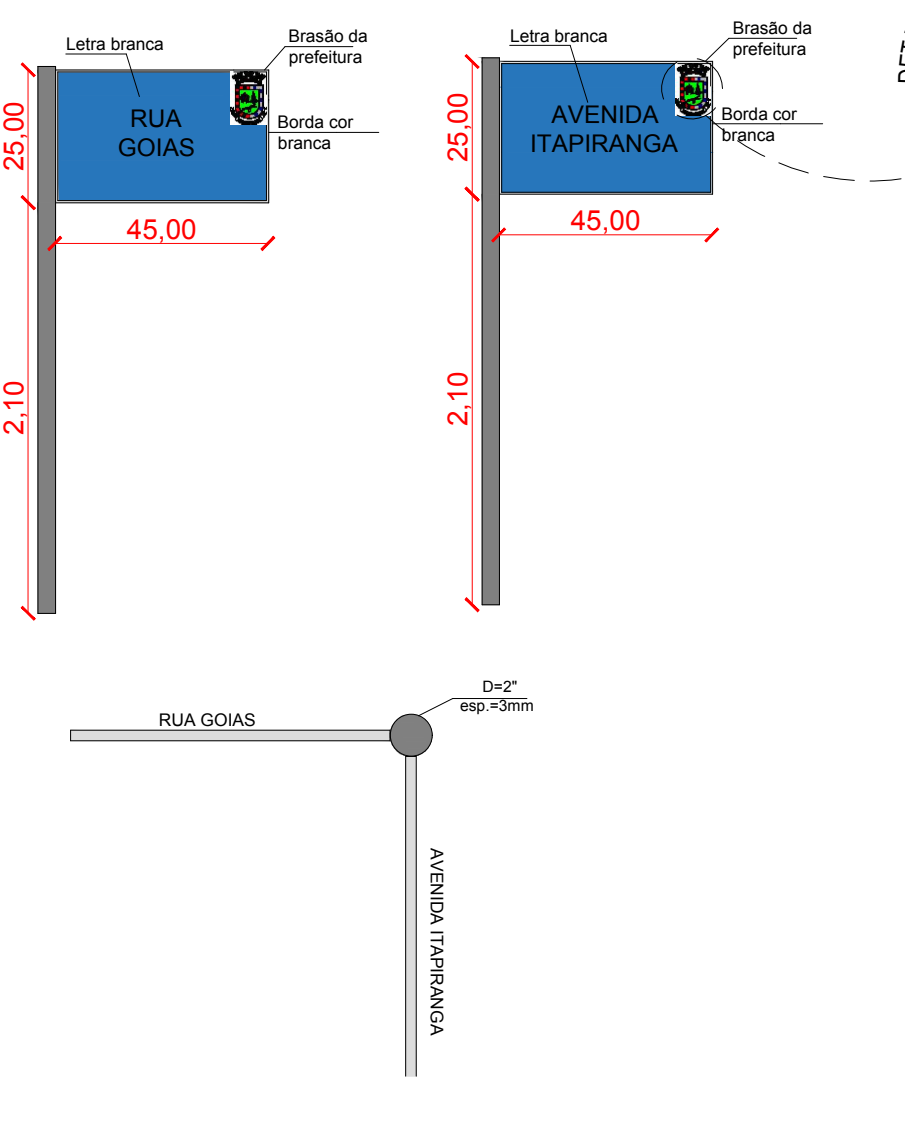 Letra branca
Brasão da
prefeitura
RUA
GOIAS
Borda cor
branca
25,00
45,00
2,10
Letra branca
Brasão da
prefeitura
AVENIDA
ITAPIRANGA
Borda cor
branca
25,00
45,00
2,10
D=2"
esp.=3mm
RUA GOIAS
AVENIDA ITAPIRANGA